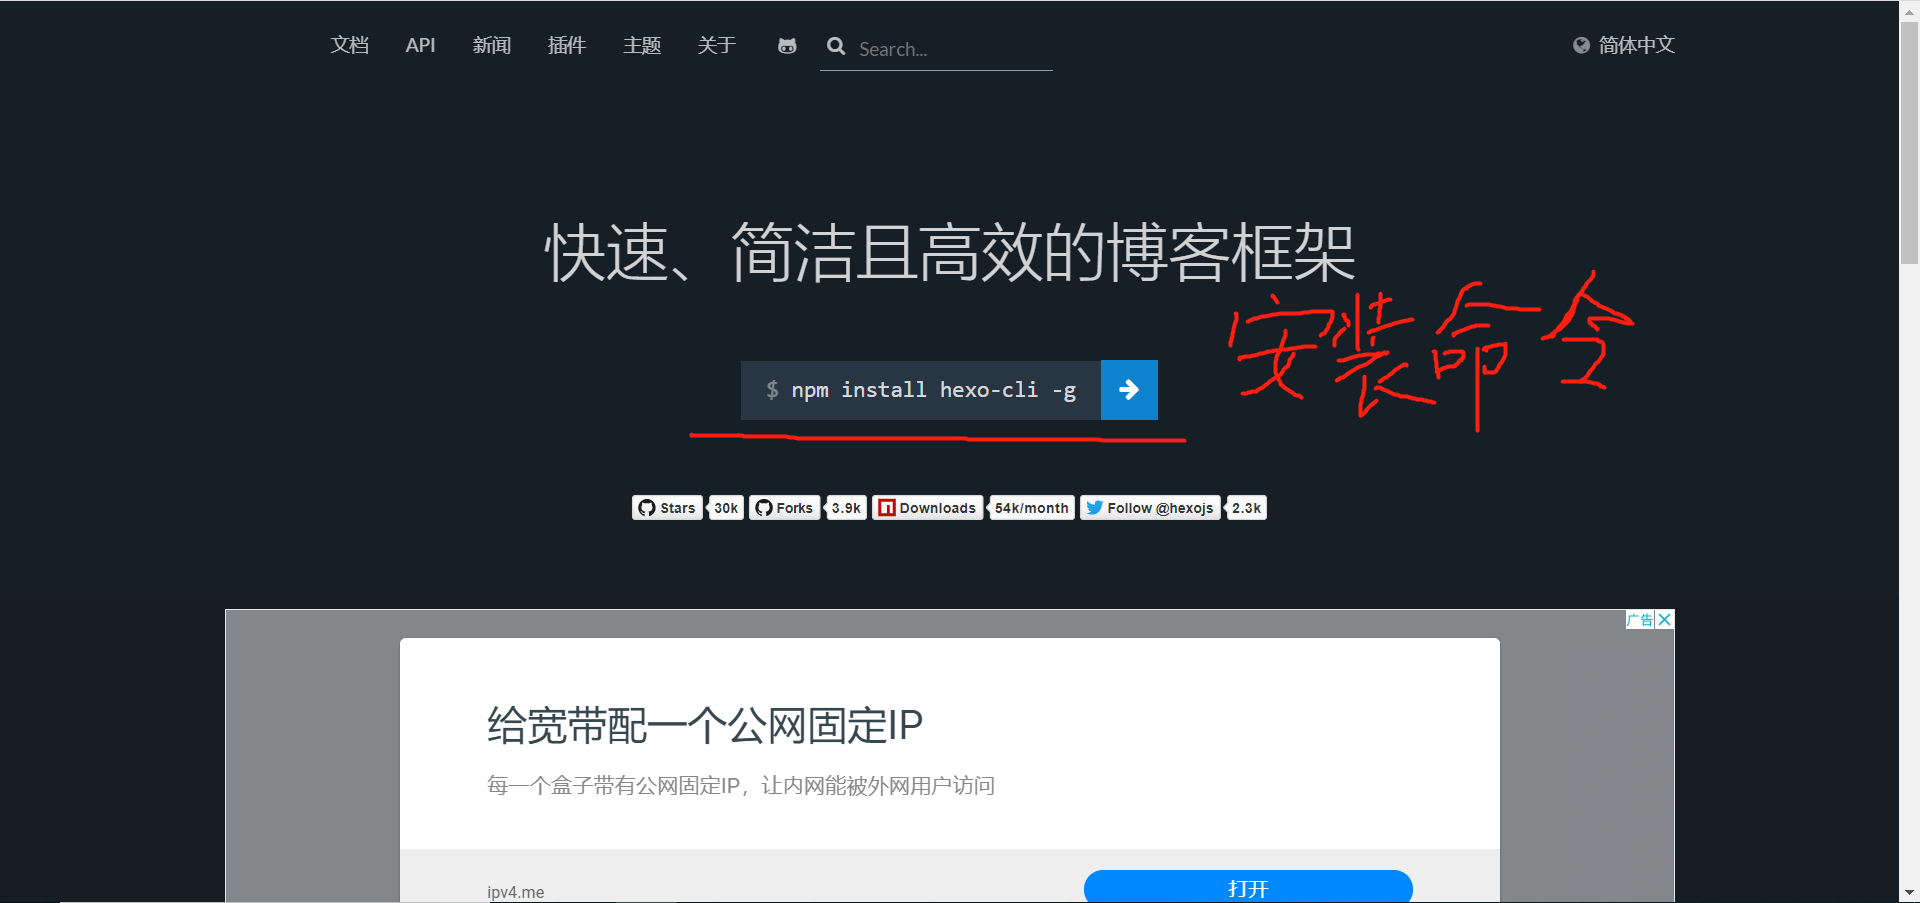 文档 API 新闻 插件 主题 关于 Search... 简体中文
快速、简洁且高效的博客框架
安装命令
$ npm install hexo-cli -g
Stars 30k Forks 3.9k Downloads 54k/month Follow @hexojs 2.3k
广告
给宽带配一个公网固定IP
每一个盒子带有公网固定IP，让内网能被外网用户访问
ipv4.me 打开